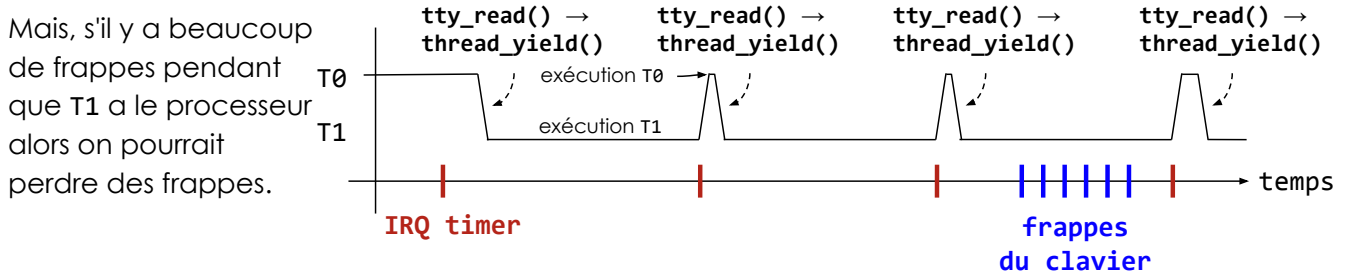 Mais, s'il y a beaucoup
de frappes pendant
que T1 a le processeur
alors on pourrait
perdre des frappes.
tty_read() →
thread_yield()
tty_read() →
thread_yield()
tty_read() →
thread_yield()
tty_read() →
thread_yield()
T0
exécution T0
T1
exécution T1
temps
IRQ timer
frappes
du clavier